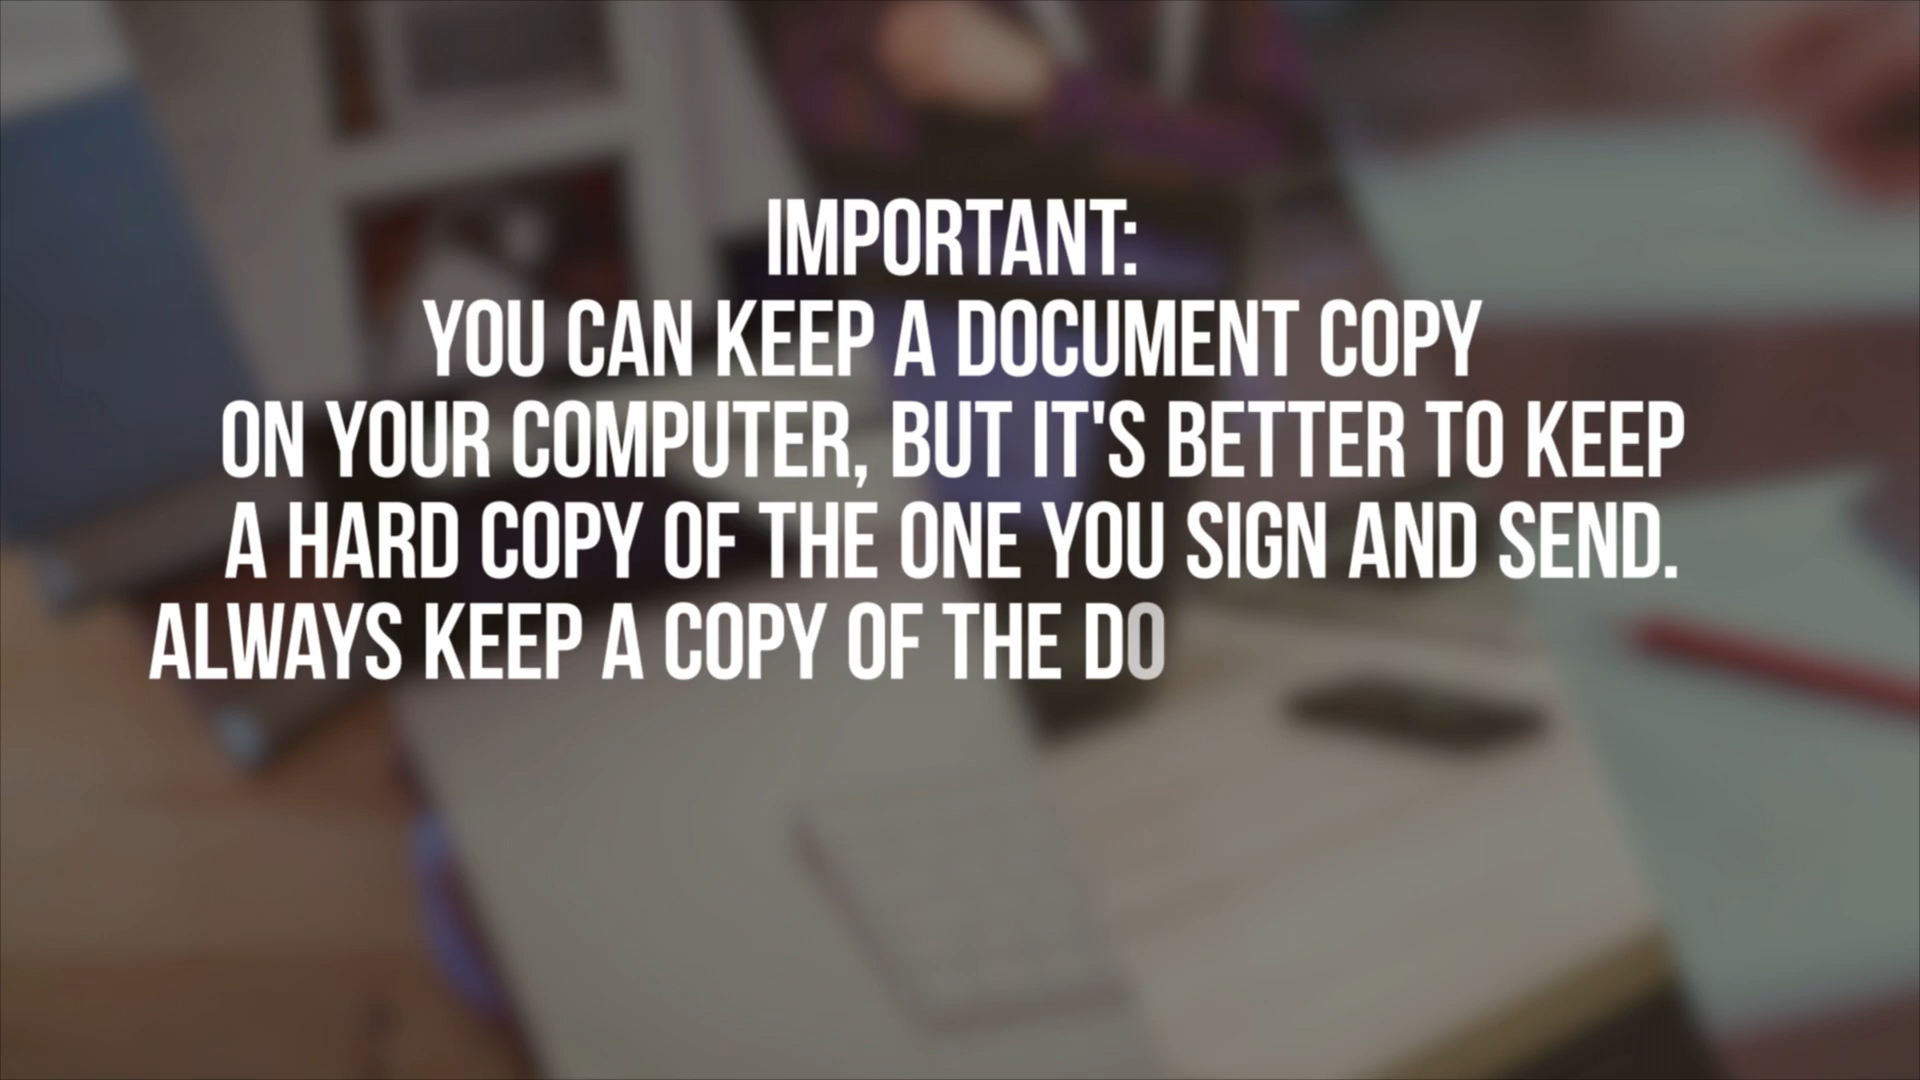 IMPORTANT:
YOU CAN KEEP A DOCUMENT COPY
ON YOUR COMPUTER, BUT IT'S BETTER TO KEEP
A HARD COPY OF THE ONE YOU SIGN AND SEND.
ALWAYS KEEP A COPY OF THE DO